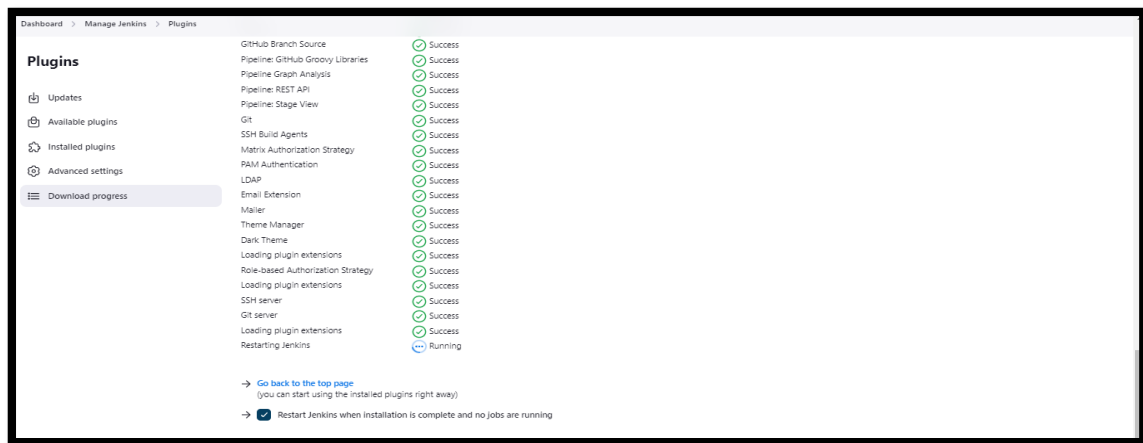 Dashboard > Manage Jenkins > Plugins
Plugins
Updates
Available plugins
Installed plugins
Advanced settings
Download progress
GitHub Branch Source Success
Pipeline: GitHub Groovy Libraries Success
Pipeline Graph Analysis Success
Pipeline: REST API Success
Pipeline: Stage View Success
Git Success
SSH Build Agents Success
Matrix Authorization Strategy Success
PAM Authentication Success
LDAP Success
Email Extension Success
Mailer Success
Theme Manager Success
Dark Theme Success
Loading plugin extensions Success
Role-based Authorization Strategy Success
Loading plugin extensions Success
SSH server Success
Git server Success
Loading plugin extensions Success
Restarting Jenkins Running
→ Go back to the top page
(you can start using the installed plugins right away)
→ Restart Jenkins when installation is complete and no jobs are running